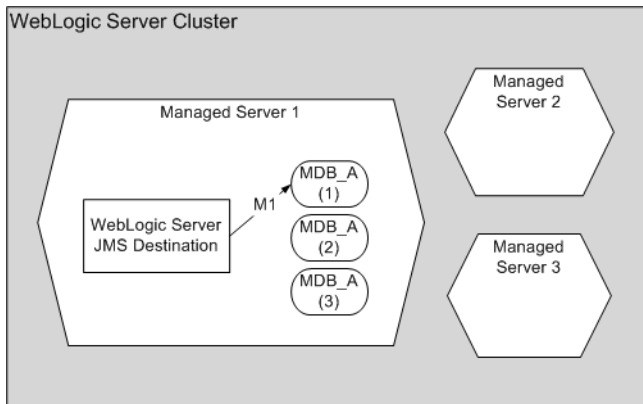 WebLogic Server Cluster
Managed Server 1
WebLogic Server
JMS Destination
M1
MDB_A
(1)
MDB_A
(2)
MDB_A
(3)
Managed
Server 2
Managed
Server 3